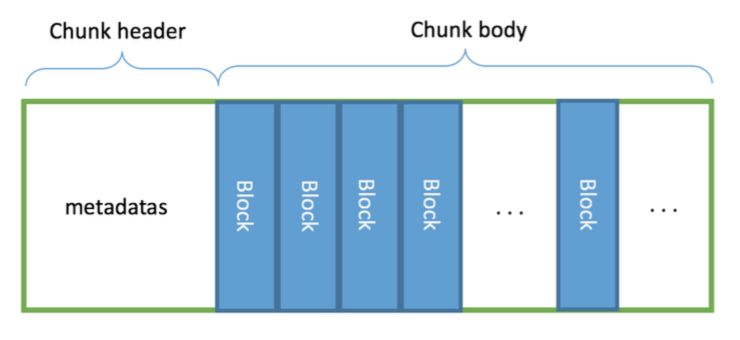 Chunk header
Chunk body
metadatas
Block
Block
Block
Block
...
Block
...